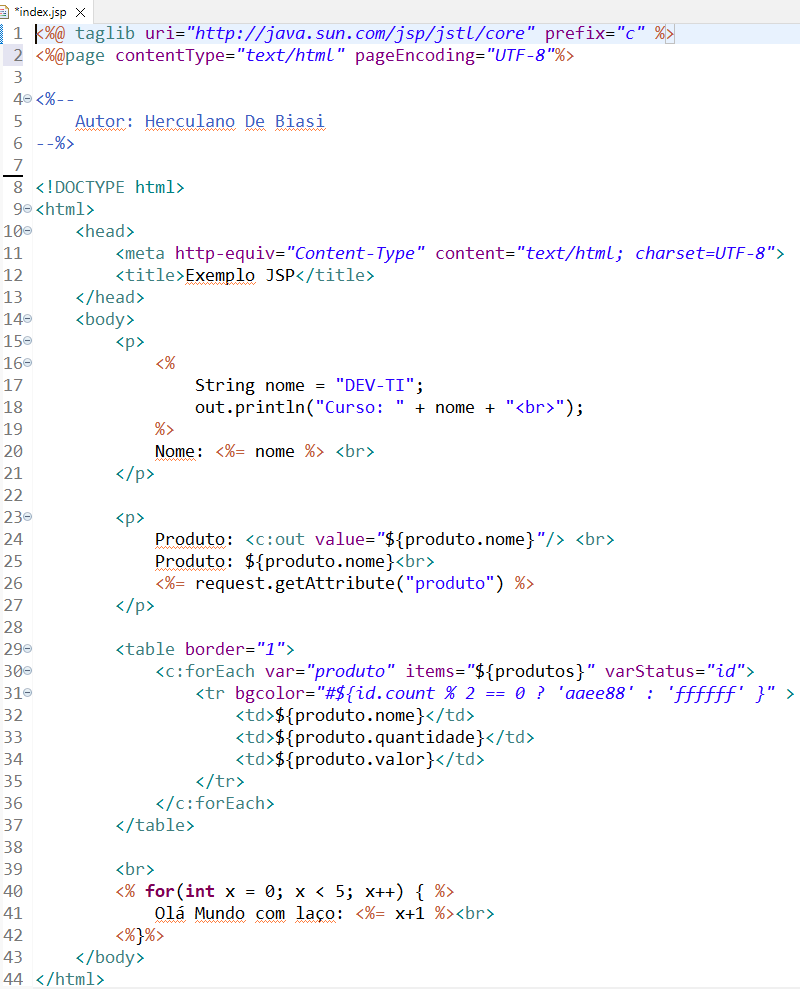 *index.jsp
1 <%@ taglib uri="http://java.sun.com/jsp/jstl/core" prefix="c" %>
2 <%@page contentType="text/html" pageEncoding="UTF-8"%>
3
4 <%--
5     Autor: Herculano De Biasi
6 --%>
7
8 <!DOCTYPE html>
9 <html>
10     <head>
11         <meta http-equiv="Content-Type" content="text/html; charset=UTF-8">
12         <title>Exemplo JSP</title>
13     </head>
14     <body>
15         <p>
16             <%
17                 String nome = "DEV-TI";
18                 out.println("Curso: " + nome + "<br>");
19             %>
20             Nome: <%= nome %> <br>
21         </p>
22
23         <p>
24             Produto: <c:out value="${produto.nome}"/> <br>
25             Produto: ${produto.nome}<br>
26             <%= request.getAttribute("produto") %>
27         </p>
28
29         <table border="1">
30             <c:forEach var="produto" items="${produtos}" varStatus="id">
31                 <tr bgcolor="#${id.count % 2 == 0 ? 'aaee88' : 'ffffff' }" >
32                     <td>${produto.nome}</td>
33                     <td>${produto.quantidade}</td>
34                     <td>${produto.valor}</td>
35                 </tr>
36             </c:forEach>
37         </table>
38
39         <br>
40         <% for(int x = 0; x < 5; x++) { %>
41             Olá Mundo com laço: <%= x+1 %><br>
42         <%}%>
43     </body>
44 </html>